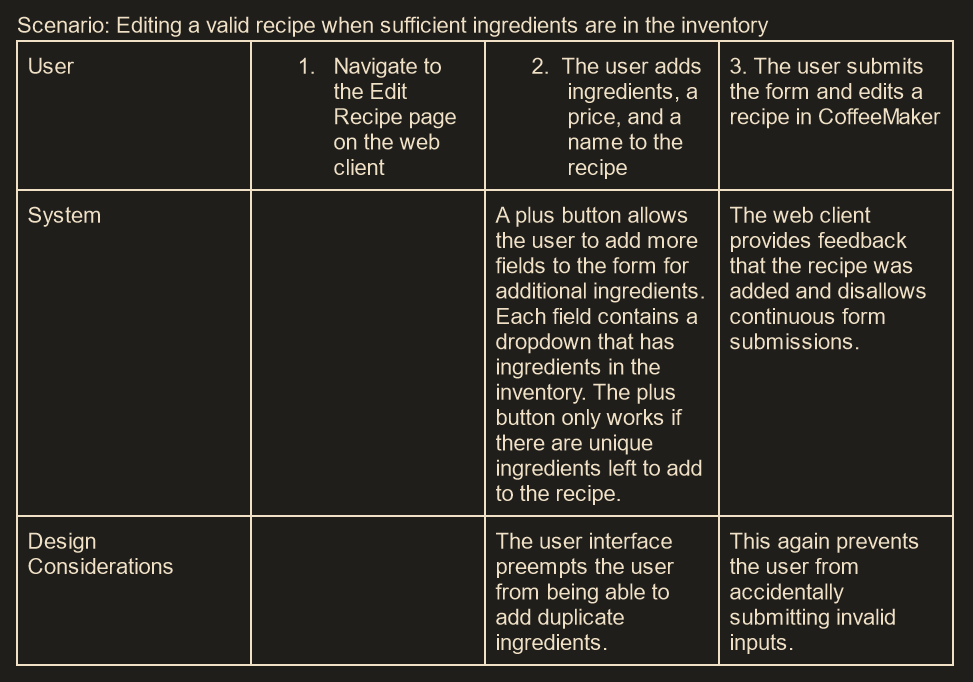 Scenario: Editing a valid recipe when sufficient ingredients are in the inventory
User
1. Navigate to
the Edit
Recipe page
on the web
client
2. The user adds
ingredients, a
price, and a
name to the
recipe
3. The user submits
the form and edits a
recipe in CoffeeMaker
System
A plus button allows
the user to add more
fields to the form for
additional ingredients.
Each field contains a
dropdown that has
ingredients in the
inventory. The plus
button only works if
there are unique
ingredients left to add
to the recipe.
The web client
provides feedback
that the recipe was
added and disallows
continuous form
submissions.
Design
Considerations
The user interface
preempts the user
from being able to
add duplicate
ingredients.
This again prevents
the user from
accidentally
submitting invalid
inputs.